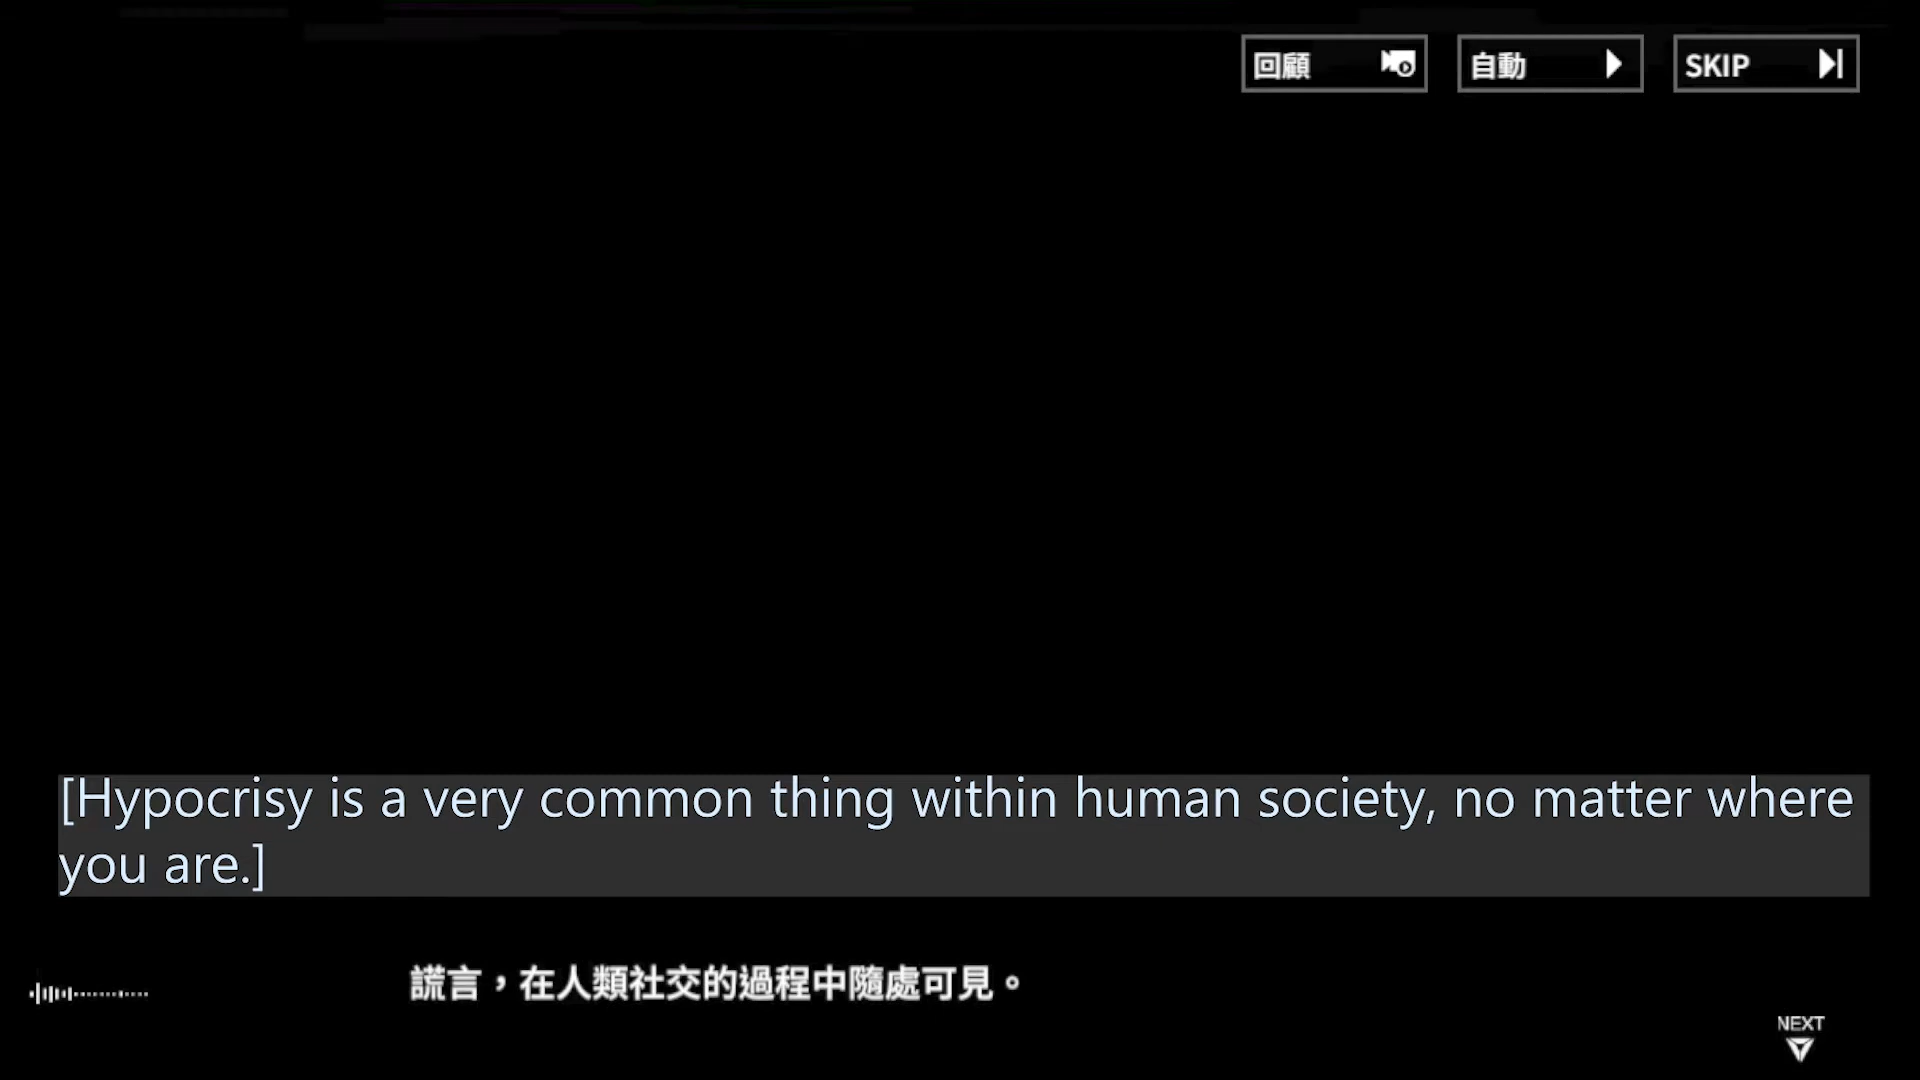 回顧
自動
SKIP
[Hypocrisy is a very common thing within human society, no matter where
you are.]
謊言，在人類社交的過程中隨處可見。
NEXT